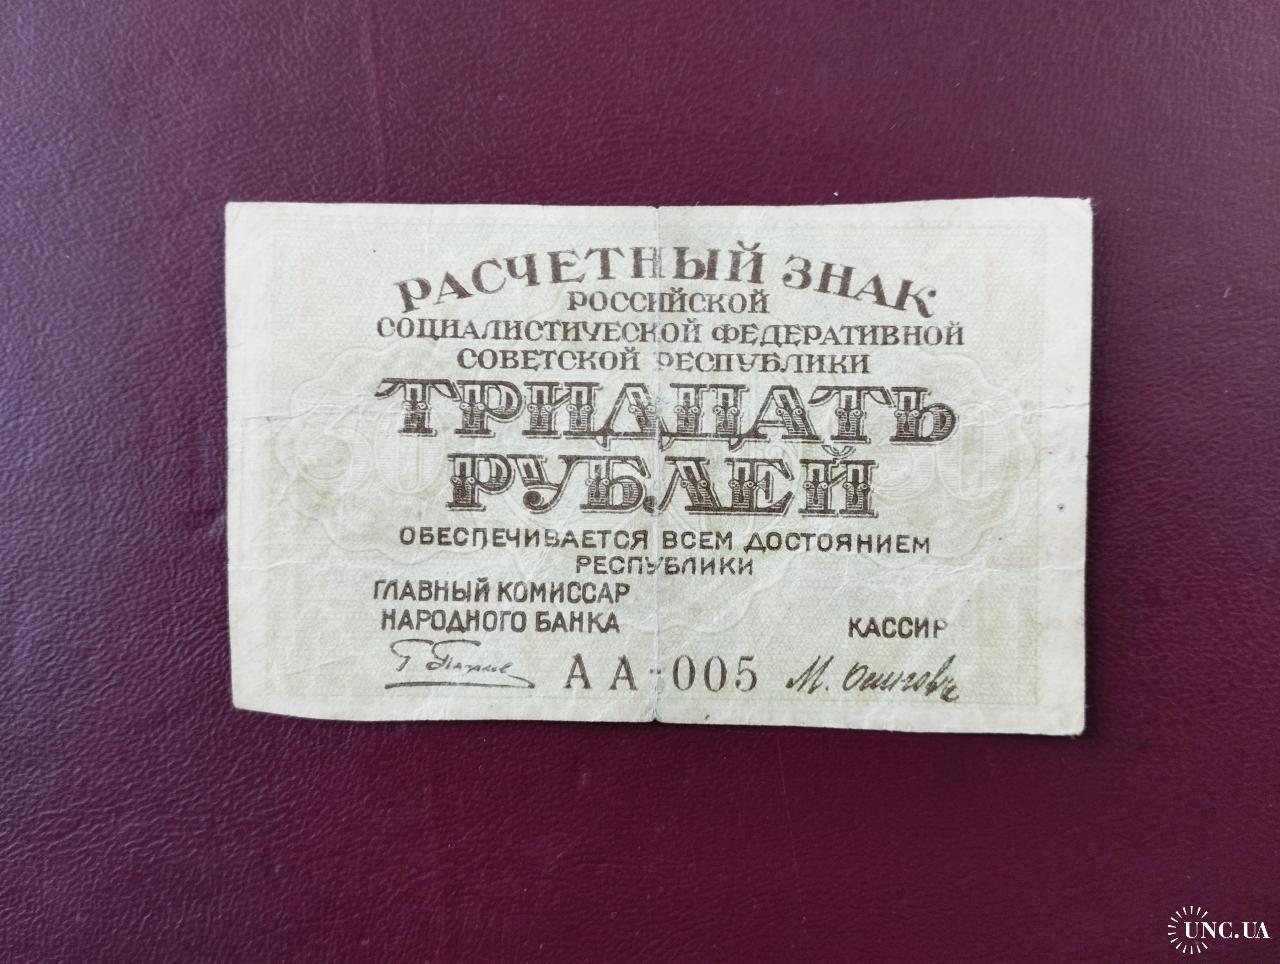 РАСЧЕТНЫЙ ЗНАК
РОССИЙСКОЙ
СОЦИАЛИСТИЧЕСКОЙ ФЕДЕРАТИВНОЙ
СОВЕТСКОЙ РЕСПУБЛИКИ
ТРИДЦАТЬ
РУБЛЕЙ
ОБЕСПЕЧИВАЕТСЯ ВСЕМ ДОСТОЯНИЕМ
РЕСПУБЛИКИ
ГЛАВНЫЙ КОМИССАР
НАРОДНОГО БАНКА
КАССИР
АА-005 М. Осипов
UNC.UA